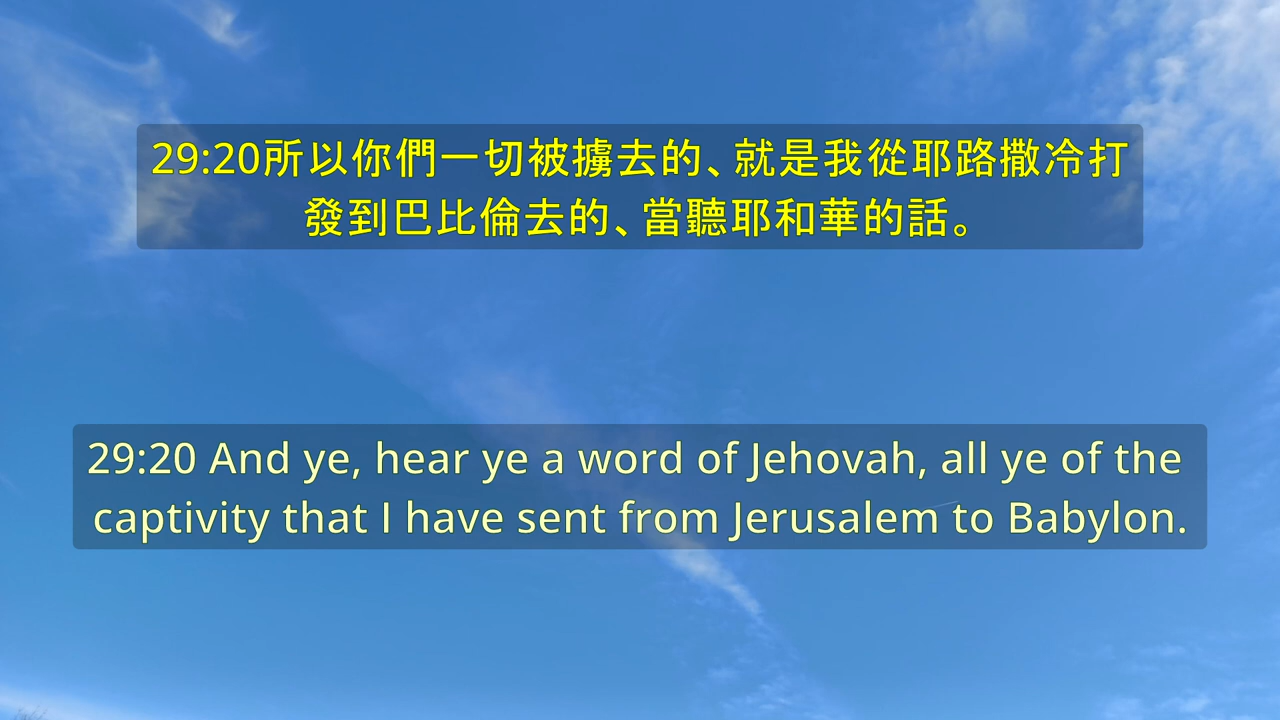 29:20所以你們一切被擄去的、就是我從耶路撒冷打
發到巴比倫去的、當聽耶和華的話。
29:20 And ye, hear ye a word of Jehovah, all ye of the
captivity that I have sent from Jerusalem to Babylon.